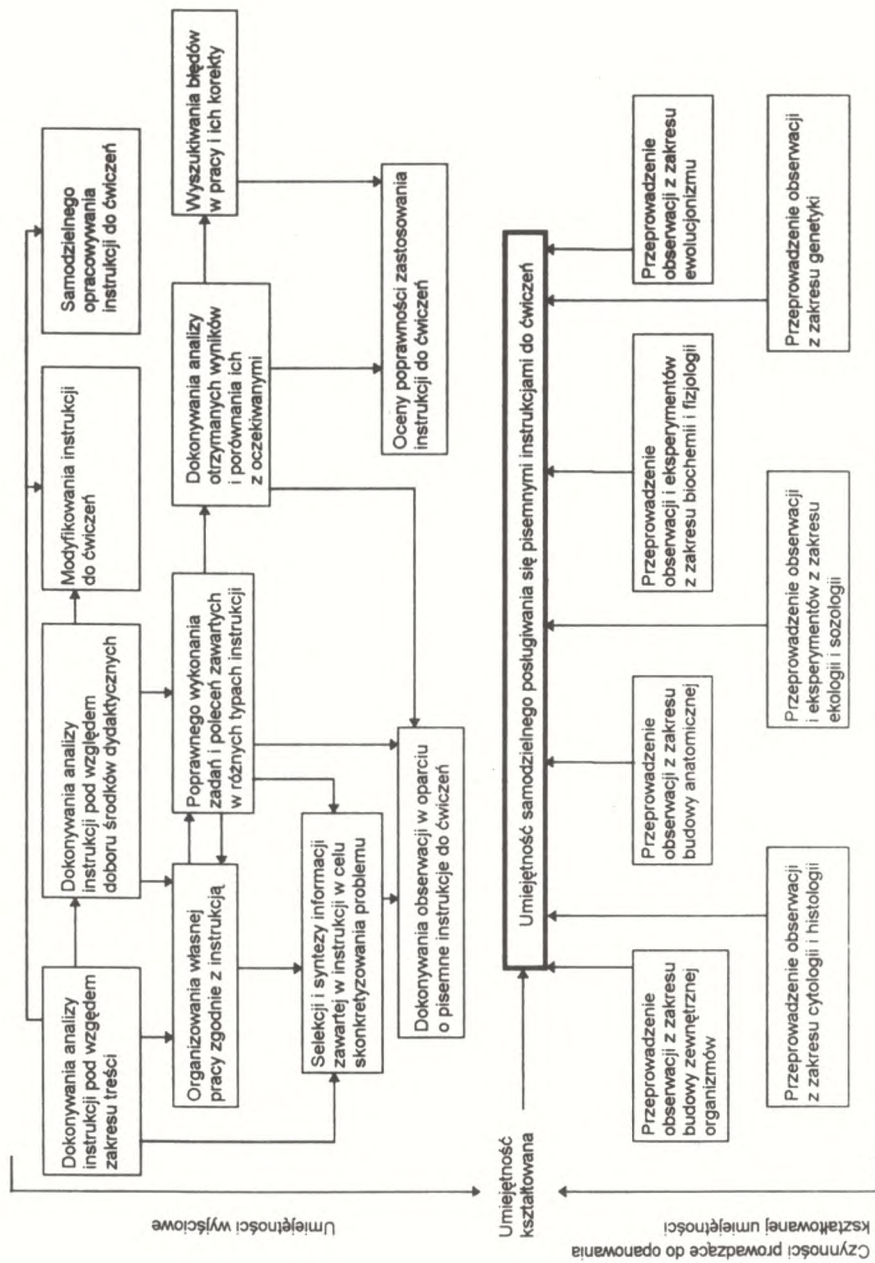 Umiejętności wyjściowe
Dokonywania analizy
instrukcji pod względem
zakresu treści
Dokonywania analizy
instrukcji pod względem
doboru środków dydaktycznych
Modyfikowania instrukcji
do ćwiczeń
Samodzielnego
opracowywania
instrukcji do ćwiczeń
Organizowania własnej
pracy zgodnie z instrukcją
Poprawnego wykonania
zadań i poleceń zawartych
w różnych typach instrukcji
Dokonywania analizy
otrzymanych wyników
i porównania ich
z oczekiwanymi
Wyszukiwania błędów
w pracy i ich korekty
Selekcji i syntezy informacji
zawartej w instrukcji w celu
skonkretyzowania problemu
Oceny poprawności zastosowania
instrukcji do ćwiczeń
Dokonywania obserwacji w oparciu
o pisemne instrukcje do ćwiczeń
Umiejętność
kształtowana
Umiejętność samodzielnego posługiwania się pisemnymi instrukcjami do ćwiczeń
Czynności prowadzące do opanowania
kształtowanej umiejętności
Przeprowadzenie
obserwacji z zakresu
budowy zewnętrznej
organizmów
Przeprowadzenie
obserwacji z zakresu
budowy anatomicznej
Przeprowadzenie
obserwacji i eksperymentów
z zakresu biochemii i fizjologii
Przeprowadzenie
obserwacji z zakresu
ewolucjonizmu
Przeprowadzenie obserwacji
z zakresu cytologii i histologii
Przeprowadzenie obserwacji
i eksperymentów z zakresu
ekologii i sozologii
Przeprowadzenie obserwacji
z zakresu genetyki